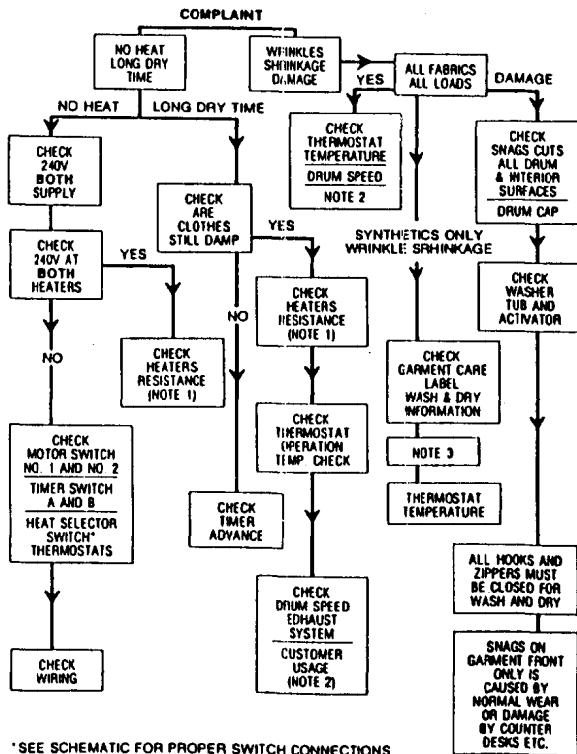 COMPLAINT
NO HEAT
LONG DRY
TIME
WRINKLES
SHRINKAGE
DAMAGE
ALL FABRICS
ALL LOADS
YES
DAMAGE
NO HEAT
LONG DRY TIME
CHECK
THERMOSTAT
TEMPERATURE
DRUM SPEED
NOTE 2
CHECK
SNAGS CUTS
ALL DRUM
& INTERIOR
SURFACES
DRUM CAP
CHECK
240V
BOTH
SUPPLY
CHECK
ARE
CLOTHES
STILL DAMP
YES
SYNTHETICS ONLY
WRINKLE SRHINKAGE
CHECK
240V AT
BOTH
HEATERS
YES
CHECK
WASHER
TUB AND
ACTIVATOR
CHECK
HEATERS
RESISTANCE
(NOTE 1)
NO
NO
CHECK
HEATERS
RESISTANCE
(NOTE 1)
CHECK
GARMENT CARE
LABEL
WASH & DRY
INFORMATION
CHECK
THERMOSTAT
OPERATION
TEMP. CHECK
NOTE 3
THERMOSTAT
TEMPERATURE
CHECK
MOTOR SWITCH
NO. 1 AND NO. 2
TIMER SWITCH
A AND B
HEAT SELECTOR
SWITCH*
THERMOSTATS
CHECK
TIMER
ADVANCE
ALL HOOKS AND
ZIPPERS MUST
BE CLOSED FOR
WASH AND DRY
CHECK
DRUM SPEED
EDHAUST
SYSTEM
CUSTOMER
USAGE
(NOTE 2)
CHECK
WIRING
SNAGS ON
GARMENT FRONT
ONLY IS
CAUSED BY
NORMAL WEAR
OR DAMAGE
BY COUNTER
DESKS ETC.
*SEE SCHEMATIC FOR PROPER SWITCH CONNECTIONS